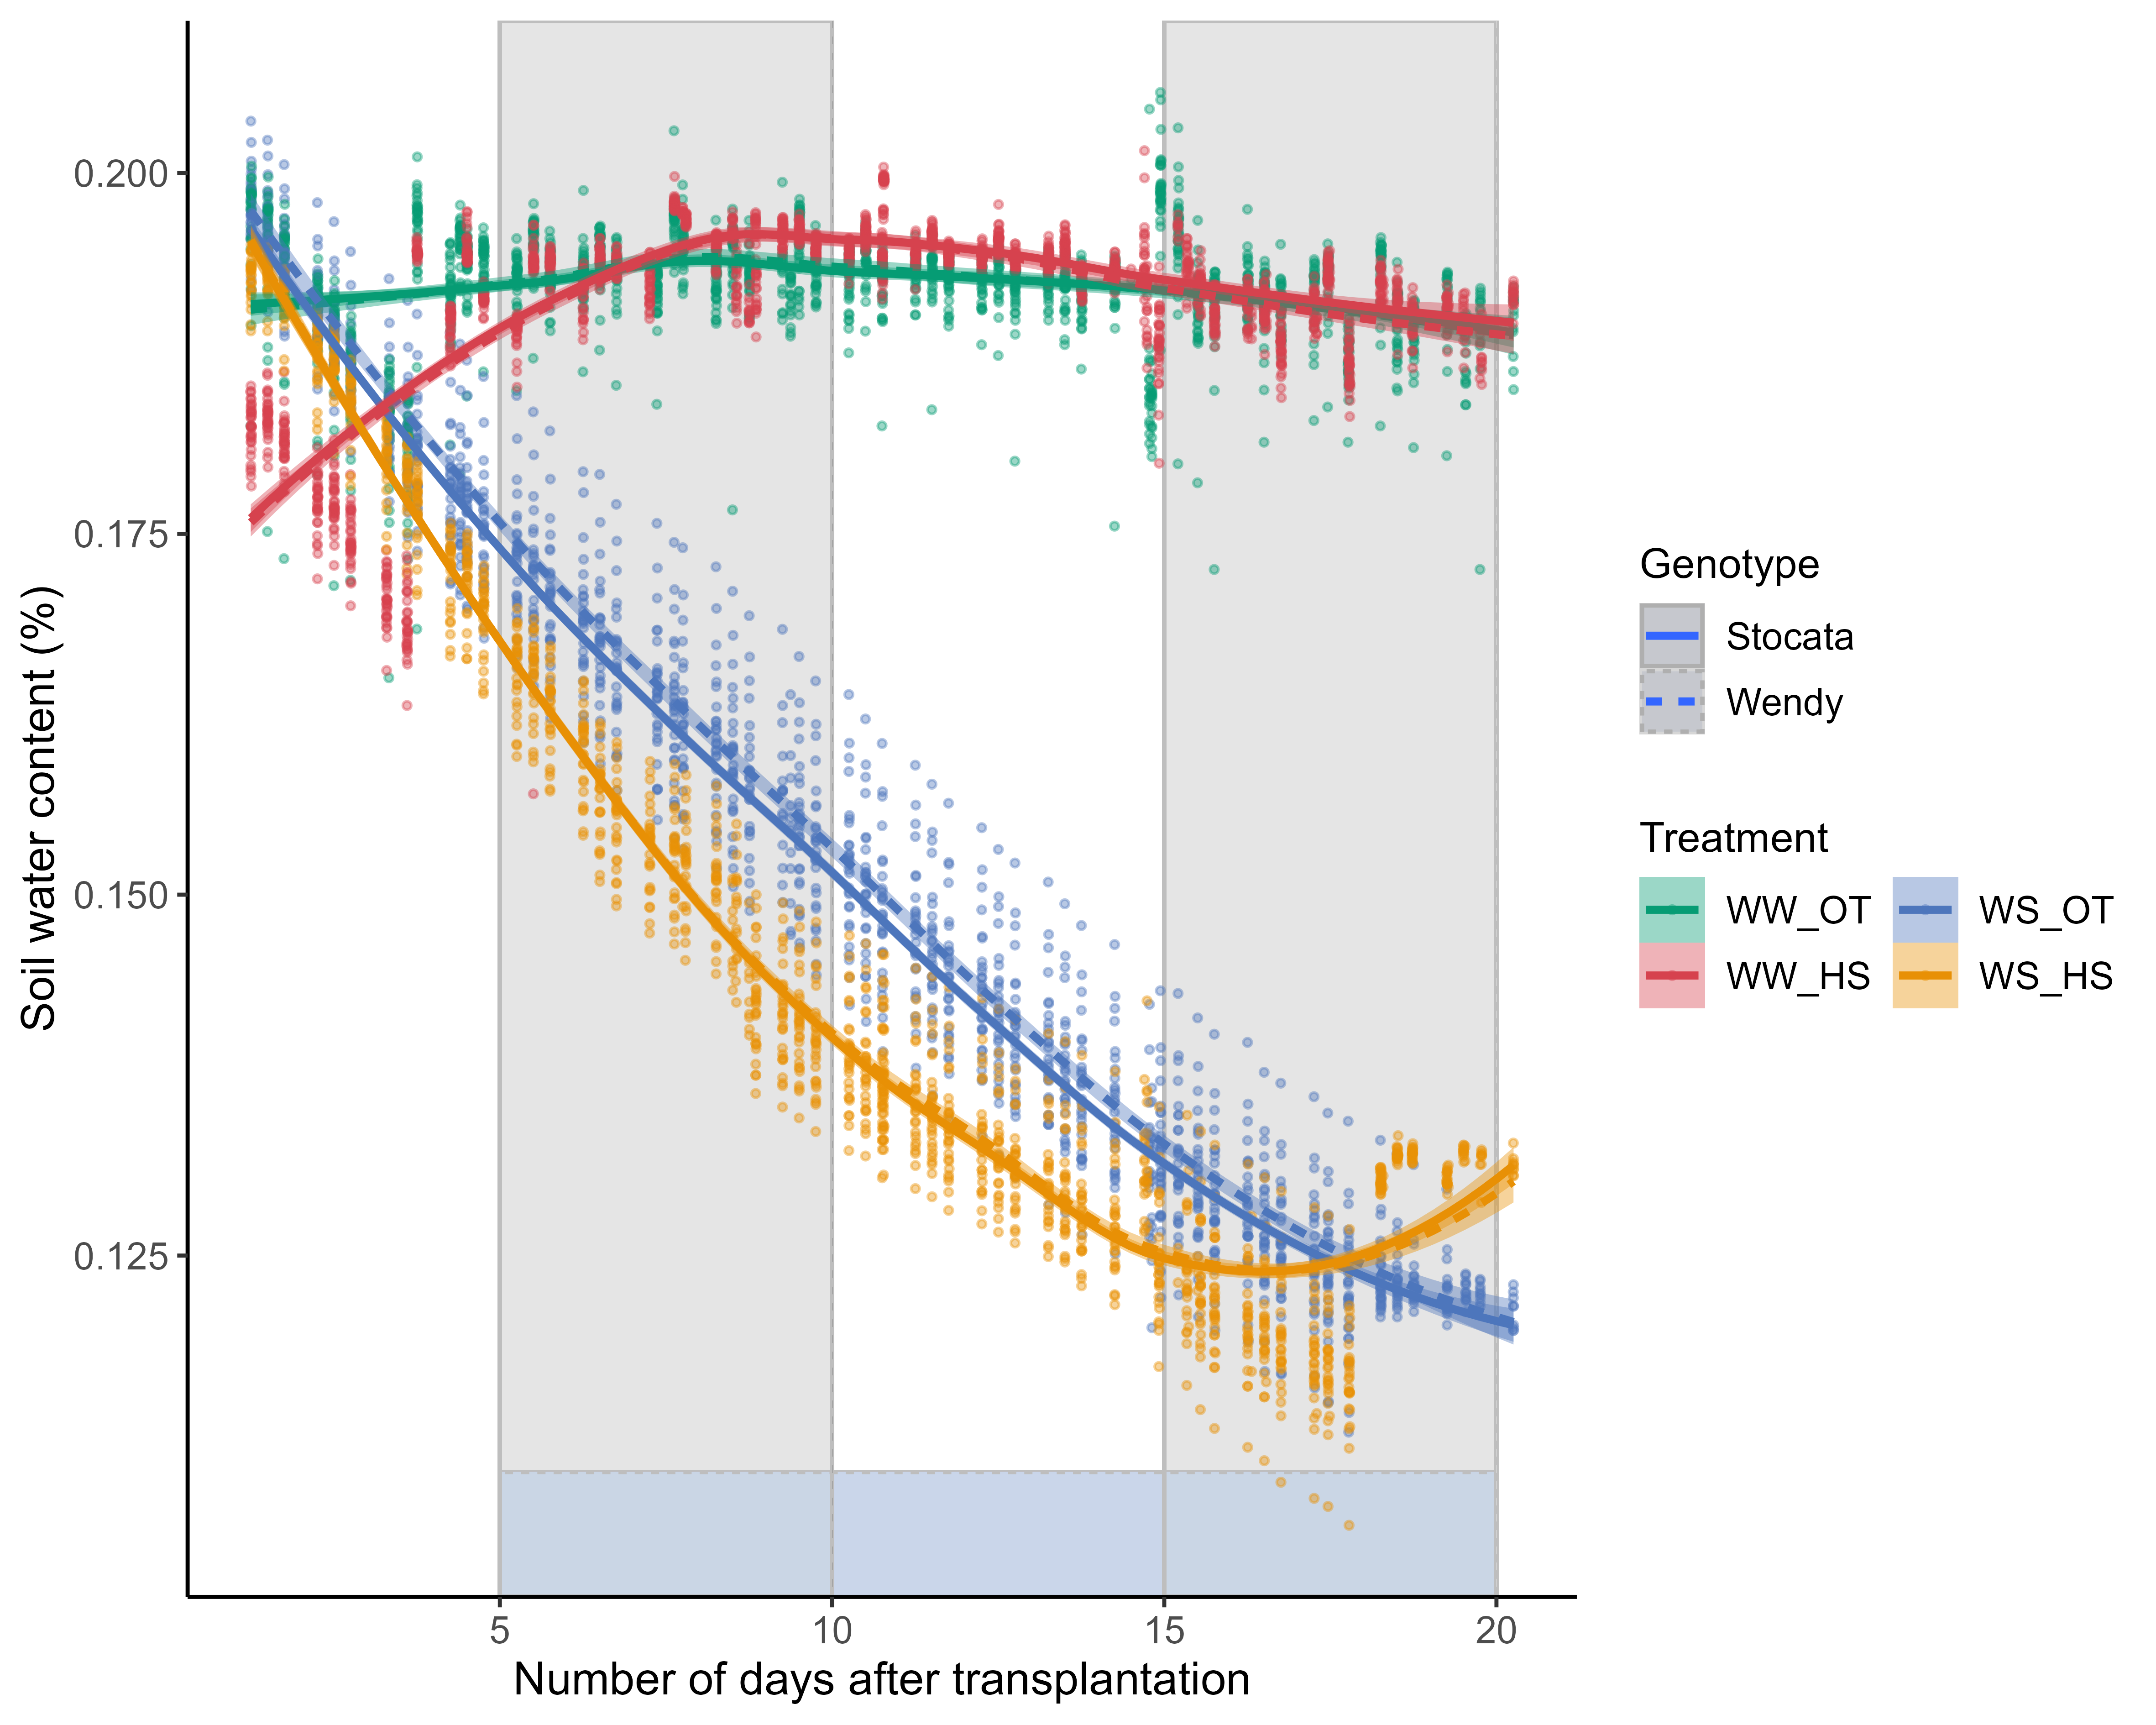 Soil water content (%)
0.200
0.175
0.150
0.125
5 10 15 20
Number of days after transplantation
Genotype
Stocata
Wendy
Treatment
WW_OT WS_OT
WW_HS WS_HS